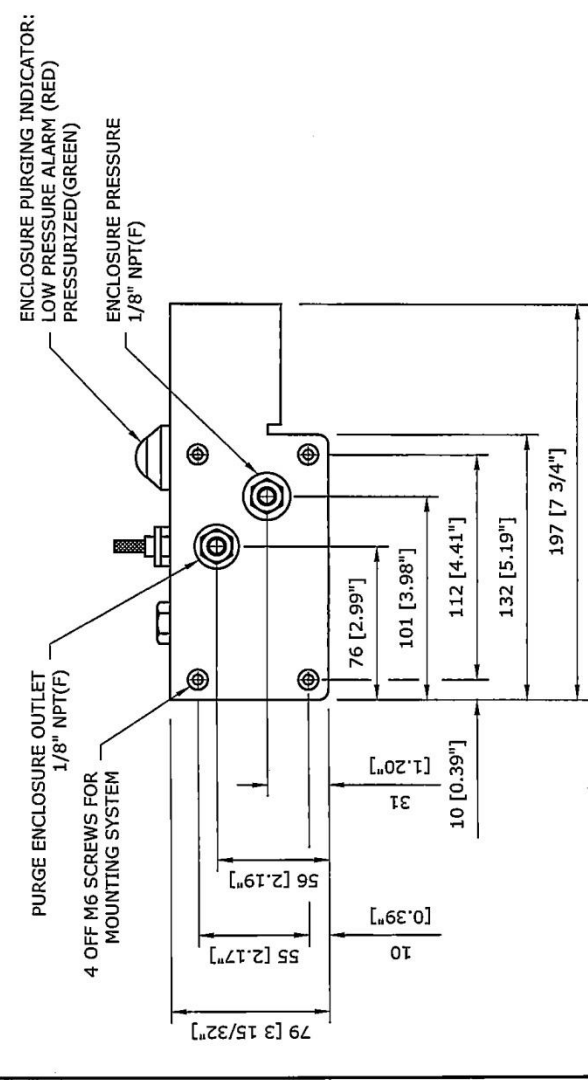 ENCLOSURE PURGING INDICATOR:
LOW PRESSURE ALARM (RED)
PRESSURIZED(GREEN)
ENCLOSURE PRESSURE
1/8" NPT(F)
PURGE ENCLOSURE OUTLET
1/8" NPT(F)
4 OFF M6 SCREWS FOR
MOUNTING SYSTEM
76 [2.99"]
101 [3.98"]
112 [4.41"]
132 [5.19"]
197 [7 3/4"]
10 [0.39"]
31
[1.20"]
56 [2.19"]
55 [2.17"]
10
[0.39"]
79 [3 15/32"]